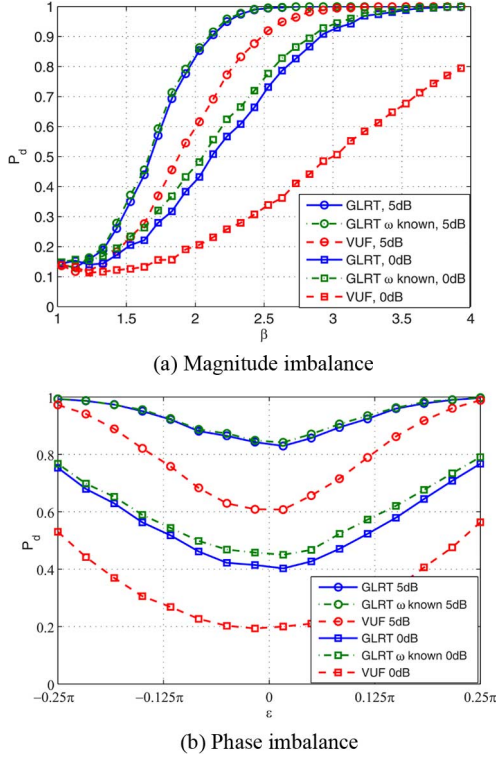 1
0.9
0.8
0.7
0.6
0.5
0.4
0.3
0.2
0.1
0
P_d
1
1.5
2
2.5
3
3.5
4
β
GLRT, 5dB
GLRT ω known, 5dB
VUF, 5dB
GLRT, 0dB
GLRT ω known, 0dB
VUF, 0dB
(a) Magnitude imbalance
1
0.8
0.6
0.4
0.2
0
P_d
−0.25π
−0.125π
0
0.125π
0.25π
ε
GLRT 5dB
GLRT ω known 5dB
VUF 5dB
GLRT 0dB
GLRT ω known 0dB
VUF 0dB
(b) Phase imbalance